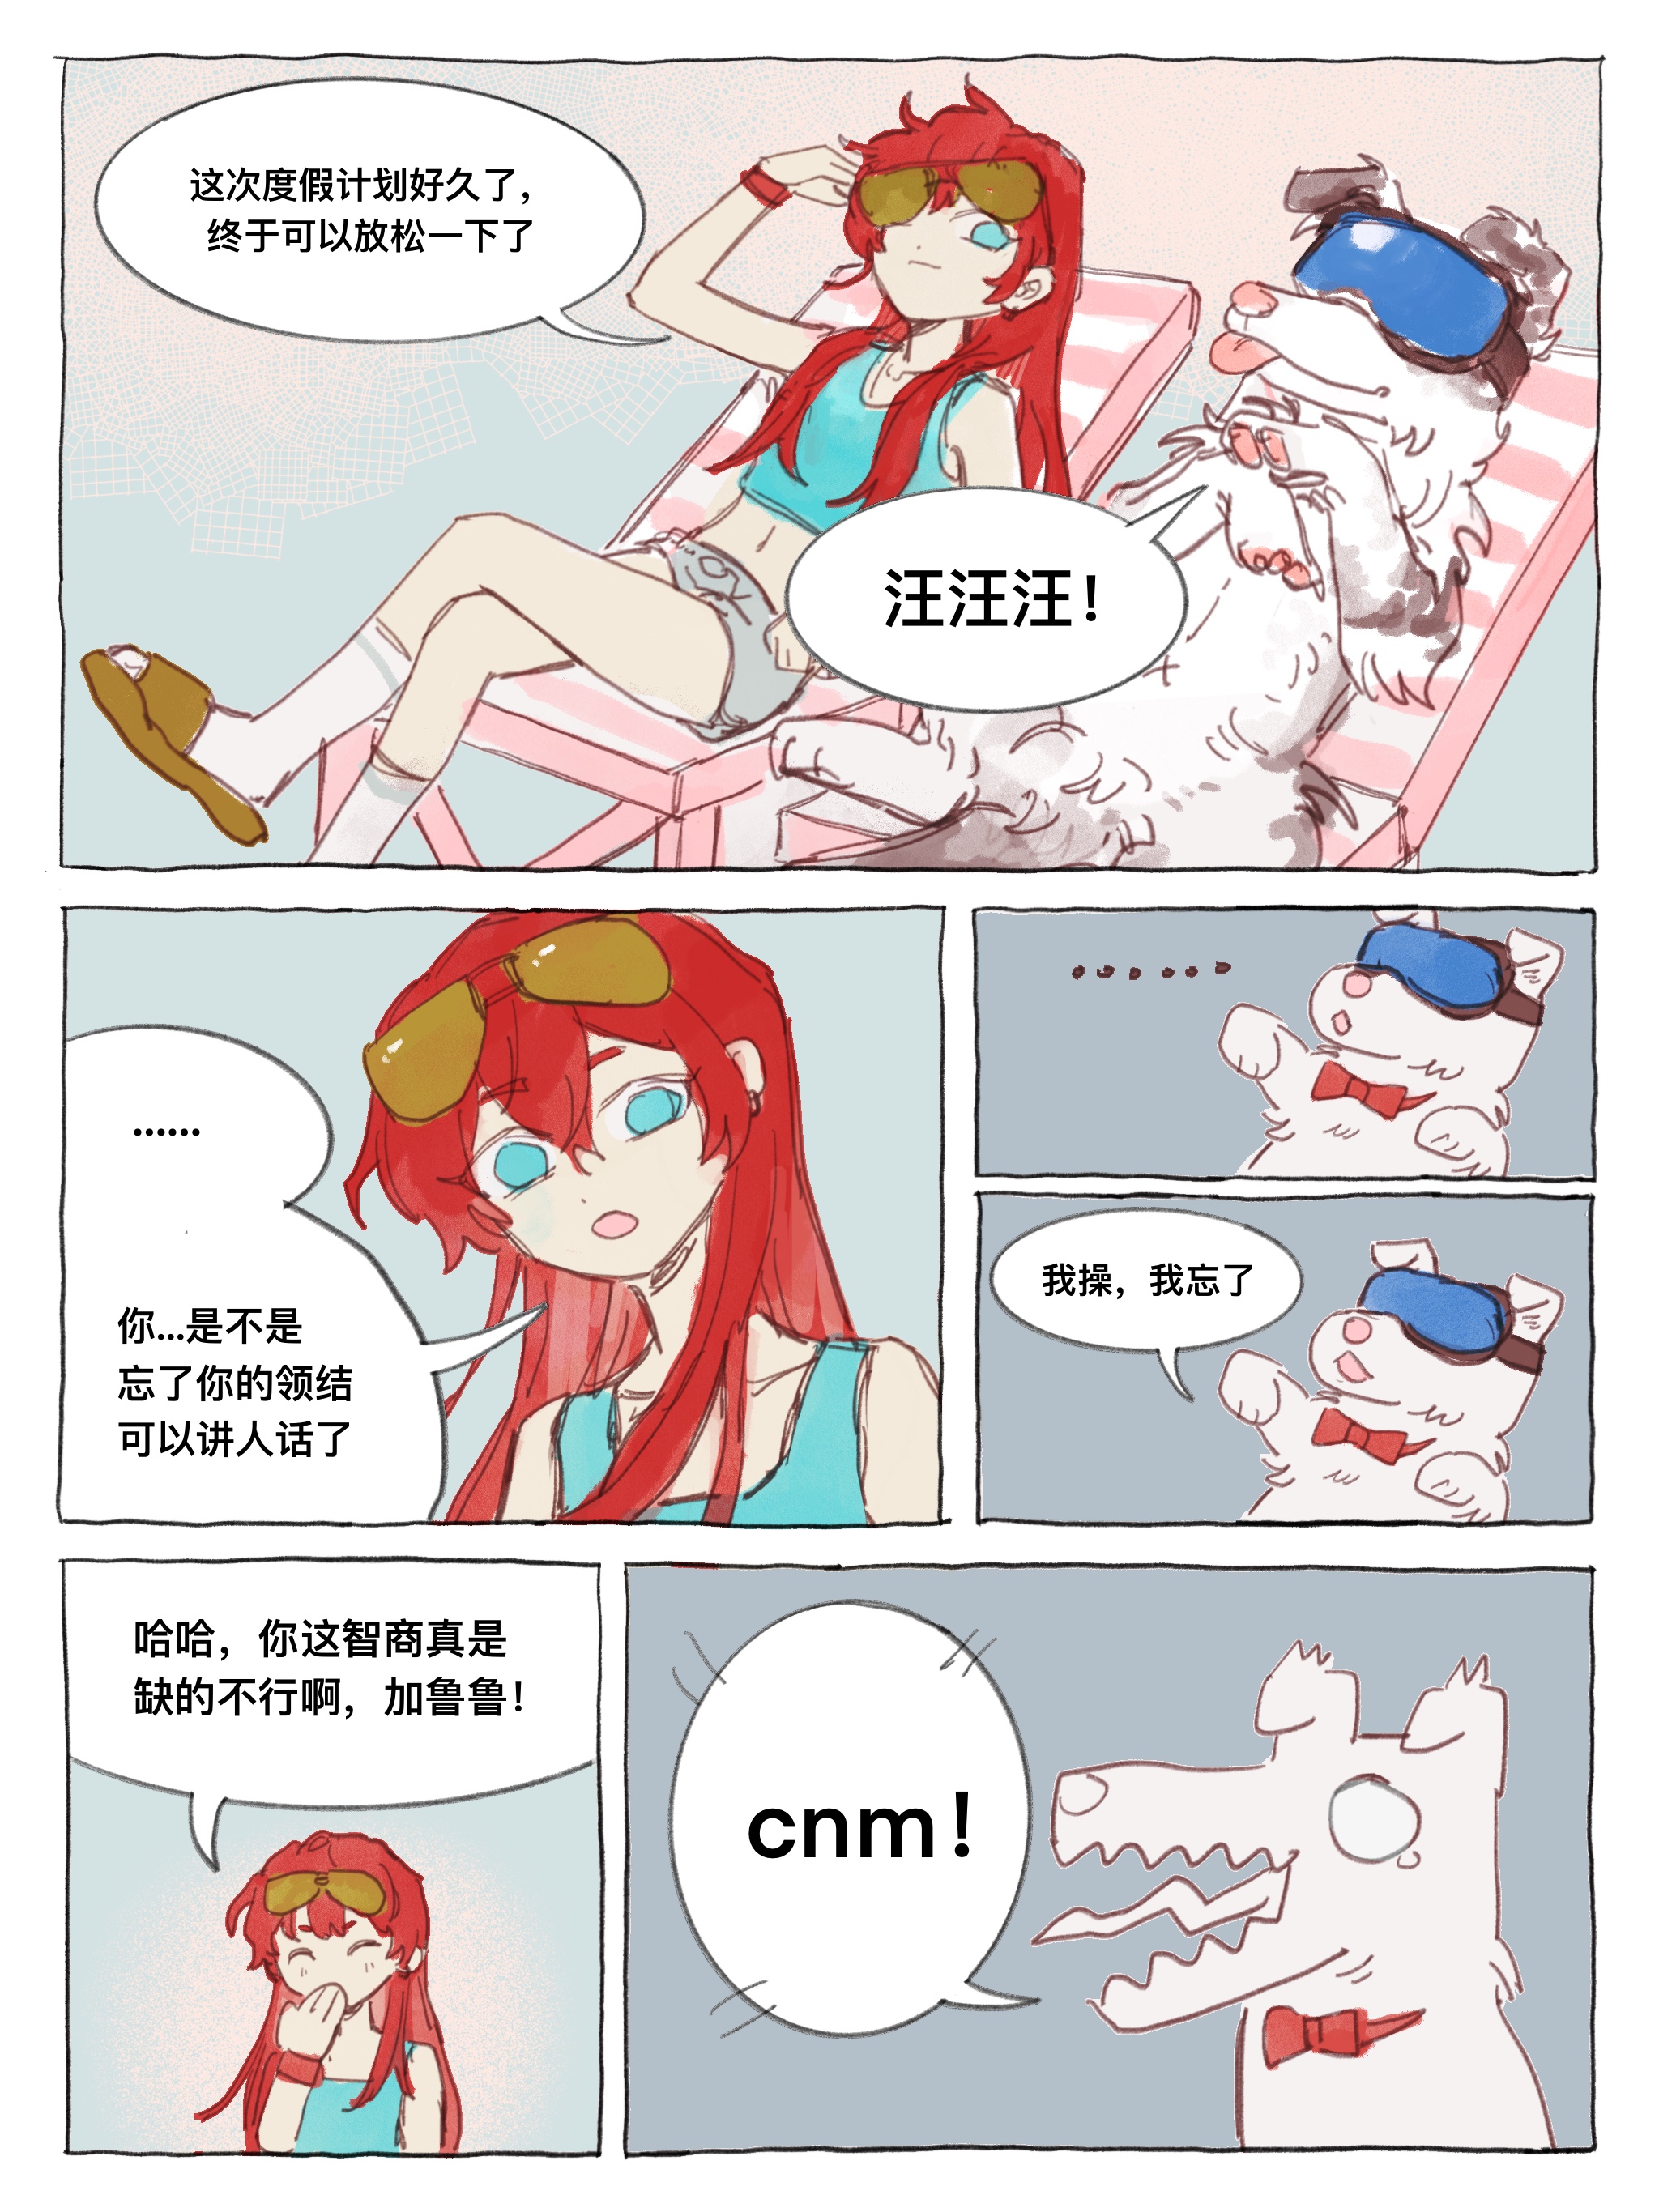 这次度假计划好久了，
终于可以放松一下了
汪汪汪！
......
你...是不是
忘了你的领结
可以讲人话了
......
我操，我忘了
哈哈，你这智商真是
缺的不行啊，加鲁鲁！
cnm！